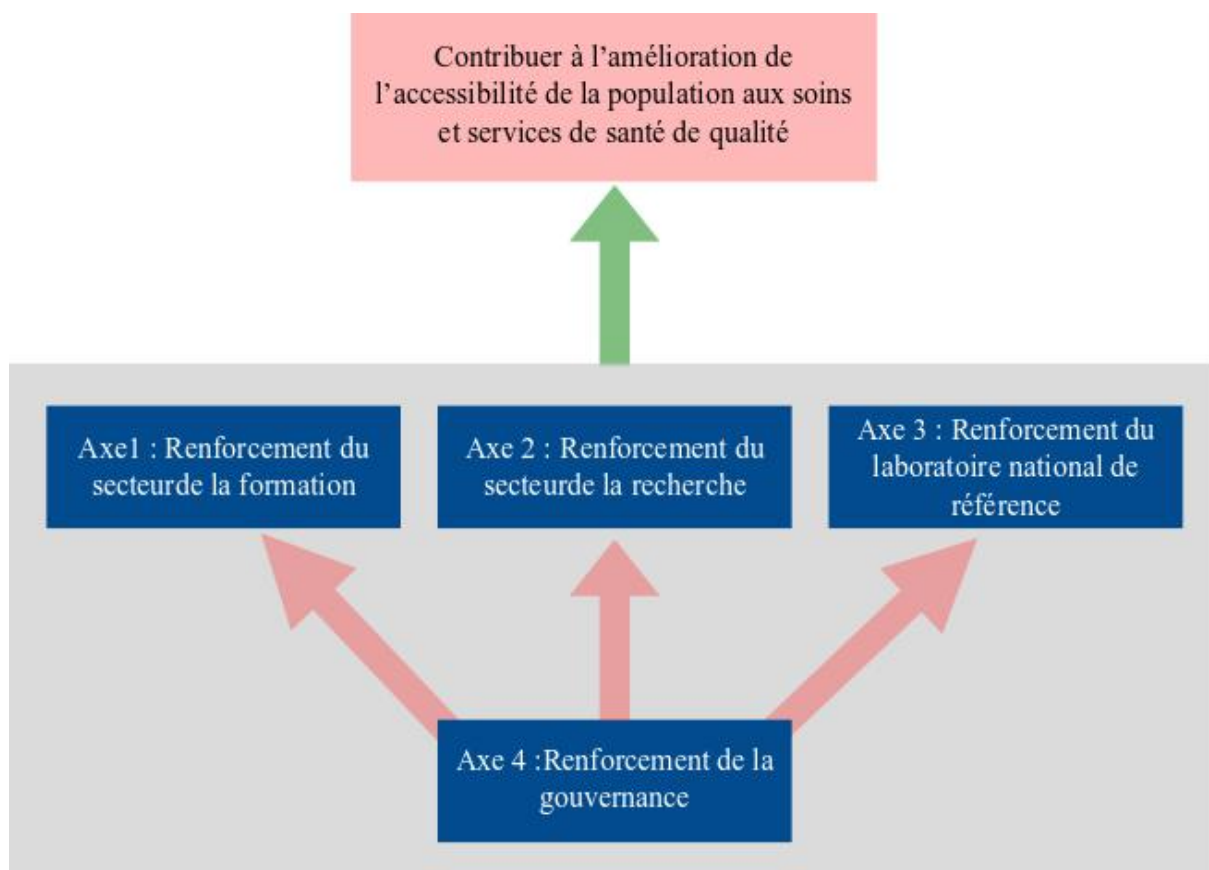 Contribuer à l’amélioration de
l’accessibilité de la population aux soins
et services de santé de qualité
Axe1 : Renforcement du
secteurde la formation
Axe 2 : Renforcement du
secteurde la recherche
Axe 3 : Renforcement du
laboratoire national de
référence
Axe 4 :Renforcement de la
gouvernance